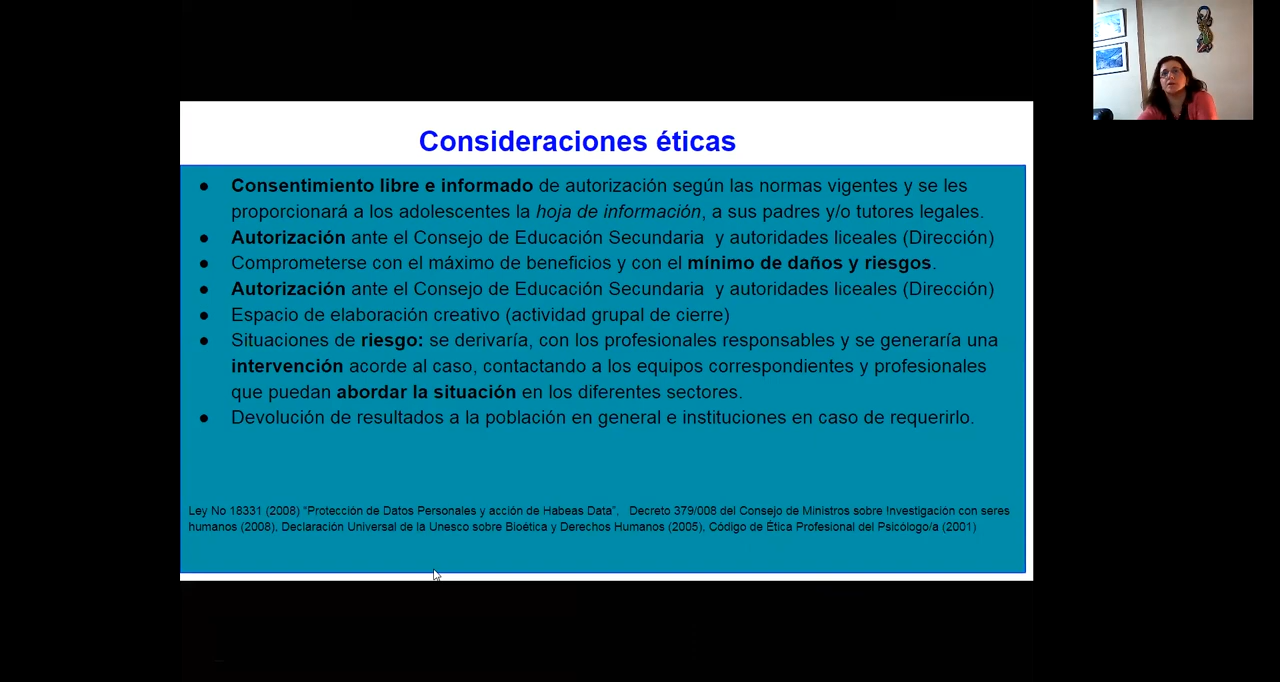 Consideraciones éticas
● Consentimiento libre e informado de autorización según las normas vigentes y se les
proporcionará a los adolescentes la hoja de información, a sus padres y/o tutores legales.
● Autorización ante el Consejo de Educación Secundaria y autoridades liceales (Dirección)
● Comprometerse con el máximo de beneficios y con el mínimo de daños y riesgos.
● Autorización ante el Consejo de Educación Secundaria y autoridades liceales (Dirección)
● Espacio de elaboración creativo (actividad grupal de cierre)
● Situaciones de riesgo: se derivaría, con los profesionales responsables y se generaría una
intervención acorde al caso, contactando a los equipos correspondientes y profesionales
que puedan abordar la situación en los diferentes sectores.
● Devolución de resultados a la población en general e instituciones en caso de requerirlo.
Ley No 18331 (2008) “Protección de Datos Personales y acción de Habeas Data”, Decreto 379/008 del Consejo de Ministros sobre Investigación con seres
humanos (2008), Declaración Universal de la Unesco sobre Bioética y Derechos Humanos (2005), Código de Ética Profesional del Psicólogo/a (2001)